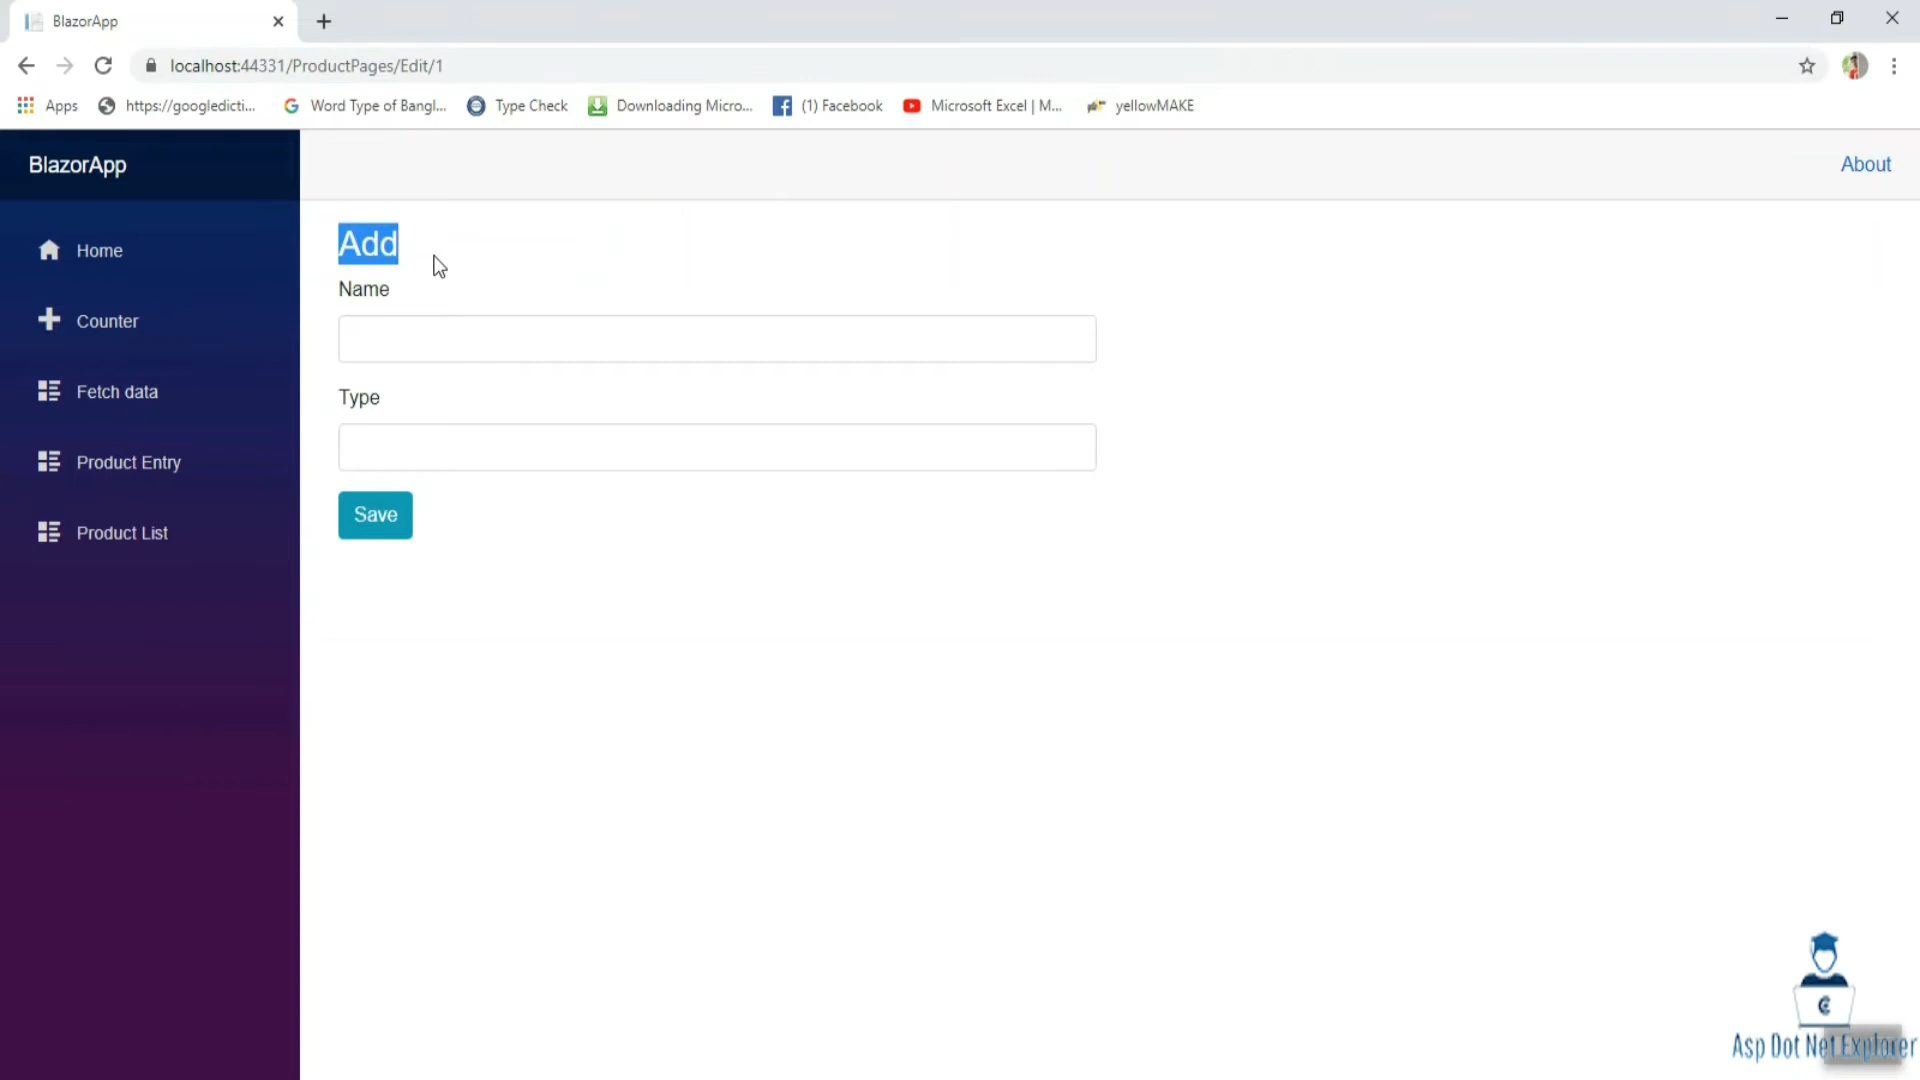 BlazorApp
localhost:44331/ProductPages/Edit/1
Apps
https://googledicti...
Word Type of Bangl...
Type Check
Downloading Micro...
(1) Facebook
Microsoft Excel | M...
yellowMAKE
BlazorApp
About
Home
Counter
Fetch data
Product Entry
Product List
Add
Name
Type
Save
Asp Dot Net Explorer